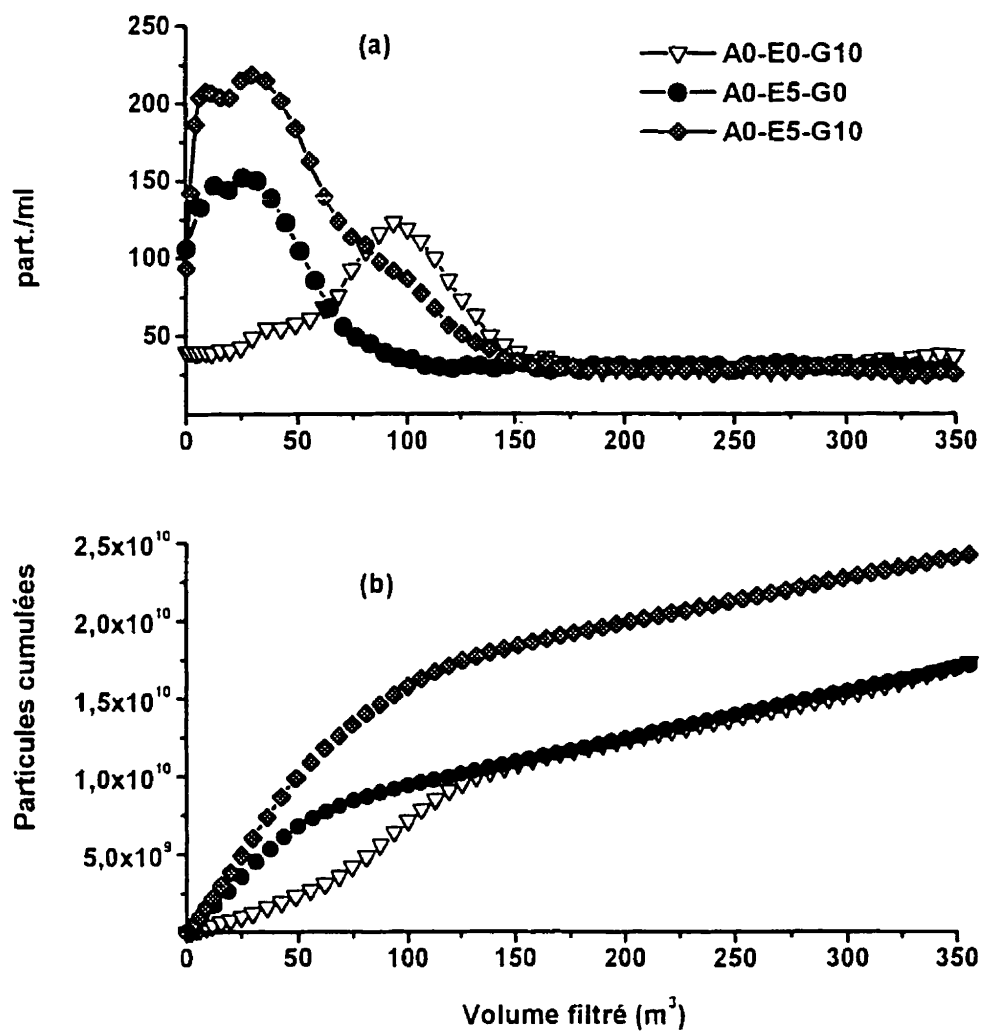 (a)
A0-E0-G10
A0-E5-G0
A0-E5-G10
part./ml
250
200
150
100
50
0 50 100 150 200 250 300 350
(b)
Particules cumulées
2,5x10¹⁰
2,0x10¹⁰
1,5x10¹⁰
1,0x10¹⁰
5,0x10⁹
0 50 100 150 200 250 300 350
Volume filtré (m³)